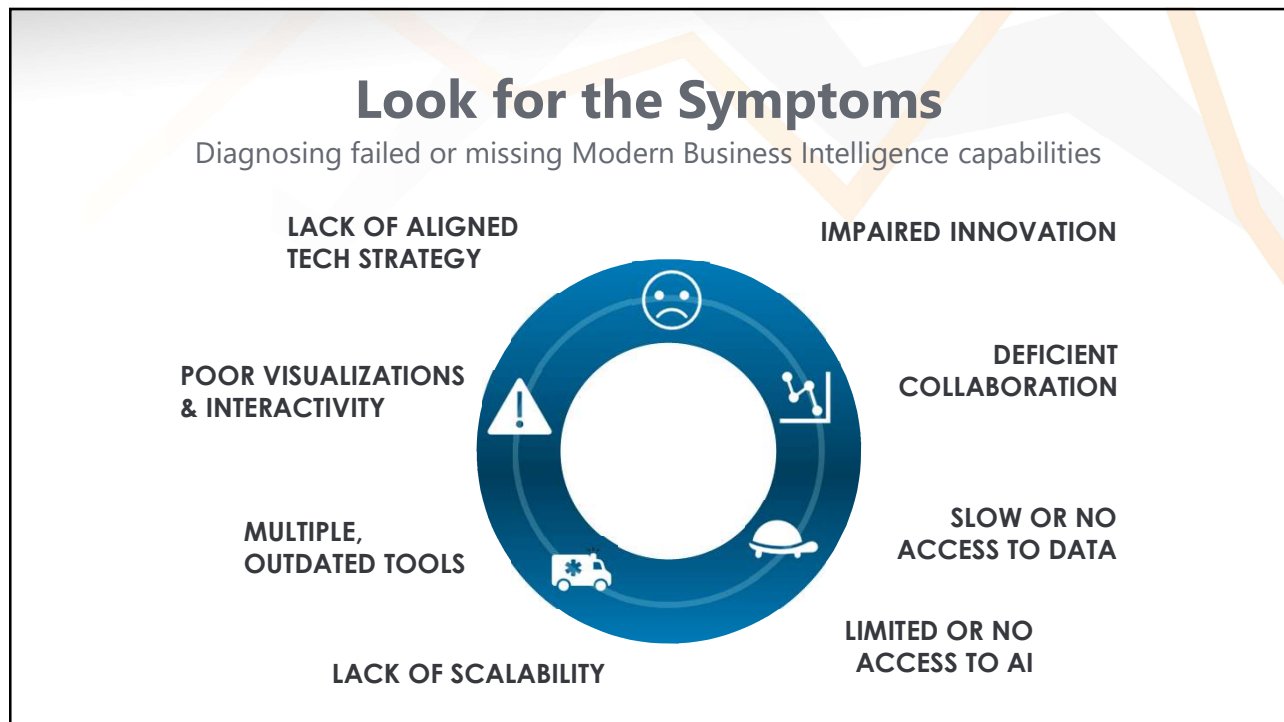 Look for the Symptoms
Diagnosing failed or missing Modern Business Intelligence capabilities
LACK OF ALIGNED
TECH STRATEGY
IMPAIRED INNOVATION
POOR VISUALIZATIONS
& INTERACTIVITY
DEFICIENT
COLLABORATION
MULTIPLE,
OUTDATED TOOLS
SLOW OR NO
ACCESS TO DATA
LACK OF SCALABILITY
LIMITED OR NO
ACCESS TO AI